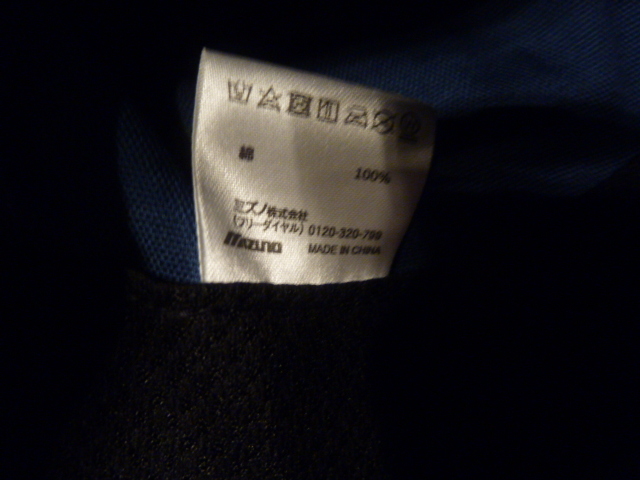 綿
100%
ミズノ株式会社
(フリーダイヤル) 0120-320-799
MIZUNO MADE IN CHINA